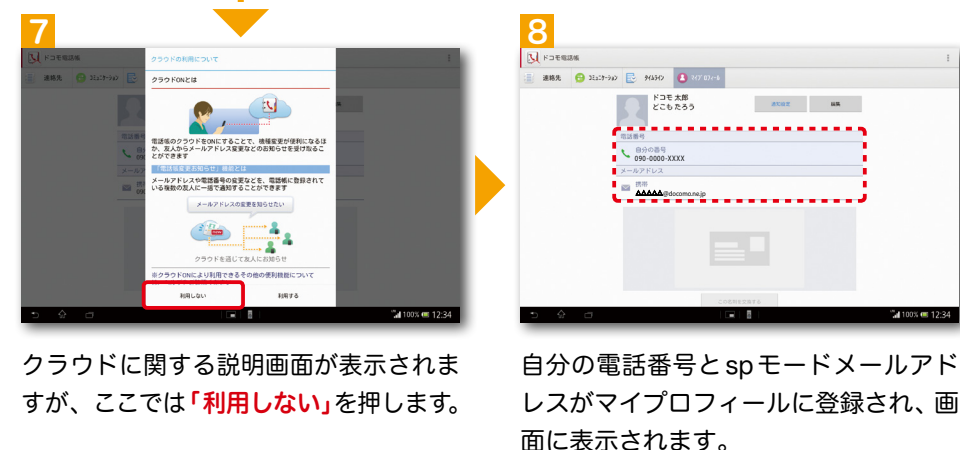 7
ドコモ電話帳
連絡先 コミュニケーション
クラウドの利用について
クラウドONとは
電話帳のクラウドをONにすることで、機種変更が便利になるほ
か、友人からメールアドレス変更などのお知らせを受け取るこ
とができます
「電話帳変更お知らせ」機能とは
メールアドレスや電話番号の変更などを、電話帳に登録されて
いる複数の友人に一括で通知することができます
メールアドレスの変更を知らせたい
クラウドを通じて友人にお知らせ
※クラウドONにより利用できるその他の便利機能について
利用しない 利用する
100% 12:34
クラウドに関する説明画面が表示されま
すが、ここでは「利用しない」を押します。
8
ドコモ電話帳
連絡先 コミュニケーション タイムライン マイプロフィール
ドコモ 太郎
どこも たろう
通知設定 編集
電話番号
自分の番号
090-0000-XXXX
メールアドレス
携帯
△△△△△@docomo.ne.jp
この名刺を交換する
100% 12:34
自分の電話番号とspモードメールアド
レスがマイプロフィールに登録され、画
面に表示されます。